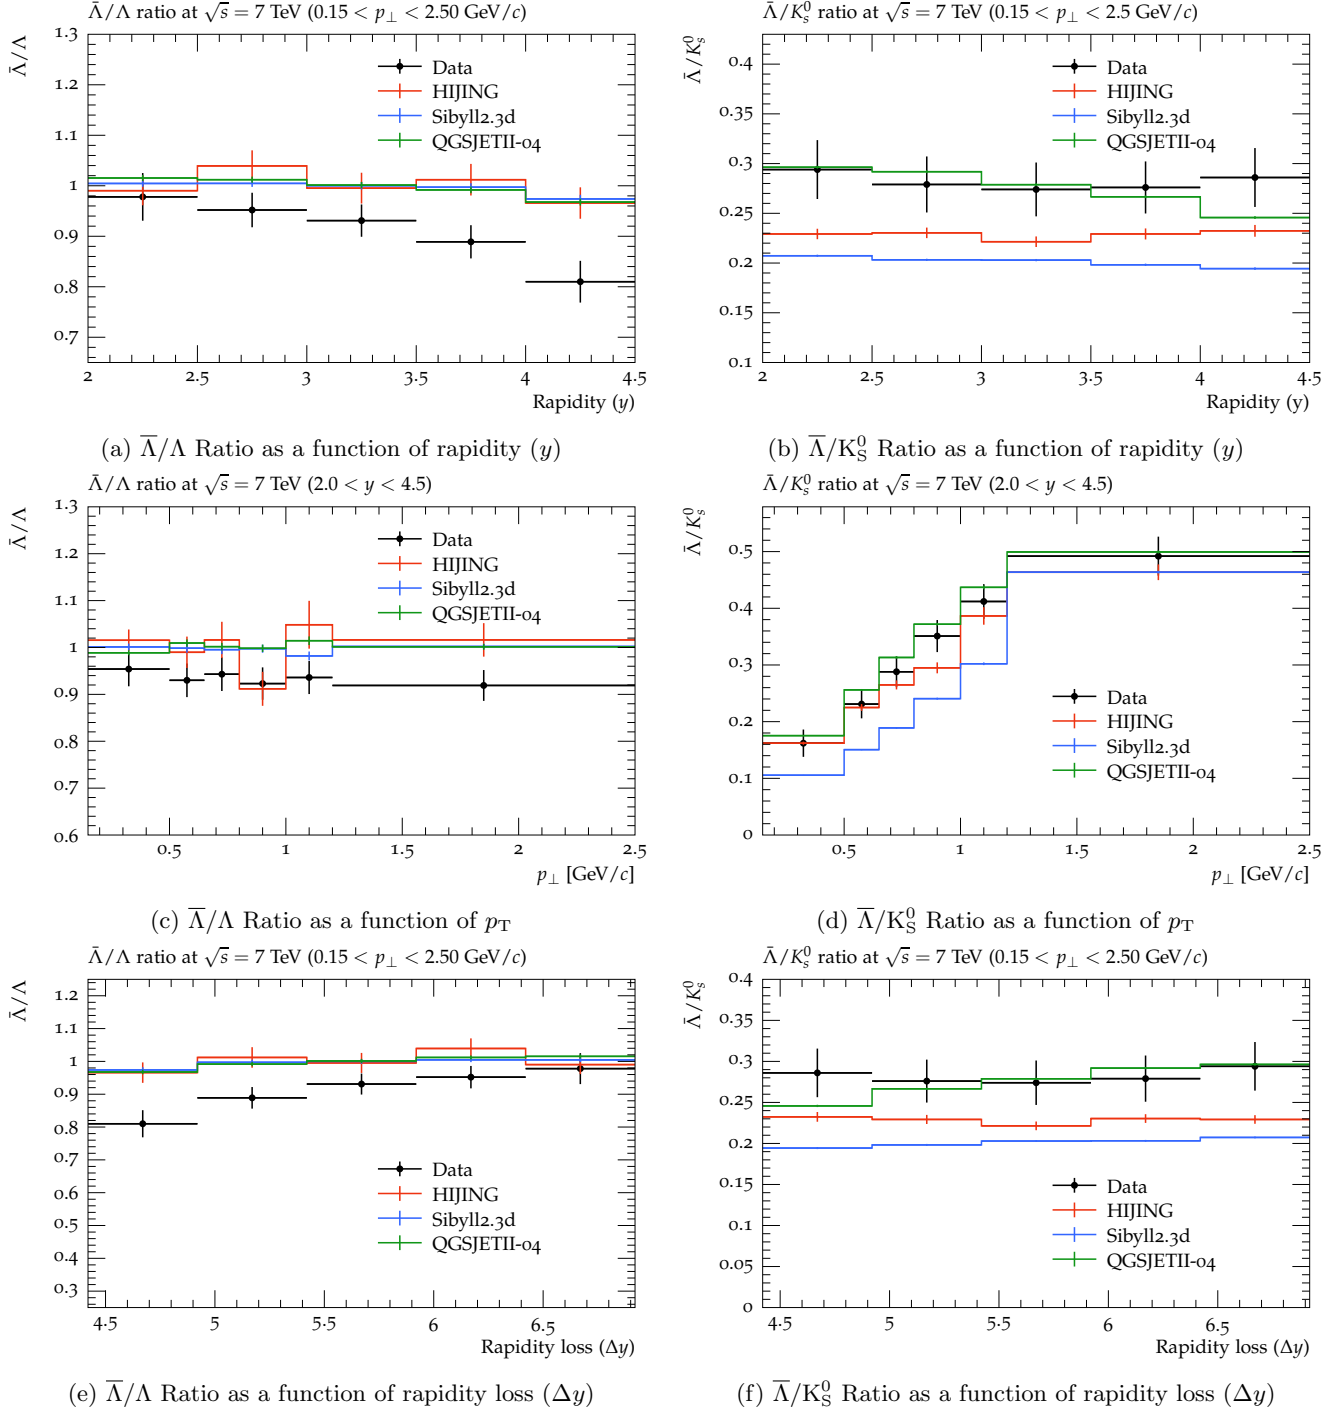 Λ̄/Λ ratio at √s = 7 TeV (0.15 < p⊥ < 2.50 GeV/c)
Λ̄/Λ
1.3
1.2
1.1
1
0.9
0.8
0.7
Data
HIJING
Sibyll2.3d
QGSJETII-04
2 2.5 3 3.5 4 4.5
Rapidity (y)
(a) Λ̄/Λ Ratio as a function of rapidity (y)
Λ̄/K⁰ₛ ratio at √s = 7 TeV (0.15 < p⊥ < 2.5 GeV/c)
Λ̄/K⁰ₛ
0.4
0.35
0.3
0.25
0.2
0.15
0.1
Data
HIJING
Sibyll2.3d
QGSJETII-04
2 2.5 3 3.5 4 4.5
Rapidity (y)
(b) Λ̄/K⁰_S Ratio as a function of rapidity (y)
Λ̄/Λ ratio at √s = 7 TeV (2.0 < y < 4.5)
Λ̄/Λ
1.3
1.2
1.1
1
0.9
0.8
0.7
0.6
Data
HIJING
Sibyll2.3d
QGSJETII-04
0.5 1 1.5 2 2.5
p⊥ [GeV/c]
(c) Λ̄/Λ Ratio as a function of p_T
Λ̄/K⁰ₛ ratio at √s = 7 TeV (2.0 < y < 4.5)
Λ̄/K⁰ₛ
0.5
0.4
0.3
0.2
0.1
0
Data
HIJING
Sibyll2.3d
QGSJETII-04
0.5 1 1.5 2 2.5
p⊥ [GeV/c]
(d) Λ̄/K⁰_S Ratio as a function of p_T
Λ̄/Λ ratio at √s = 7 TeV (0.15 < p⊥ < 2.50 GeV/c)
Λ̄/Λ
1.2
1.1
1
0.9
0.8
0.7
0.6
0.5
0.4
0.3
Data
HIJING
Sibyll2.3d
QGSJETII-04
4.5 5 5.5 6 6.5
Rapidity loss (Δy)
(e) Λ̄/Λ Ratio as a function of rapidity loss (Δy)
Λ̄/K⁰ₛ ratio at √s = 7 TeV (0.15 < p⊥ < 2.50 GeV/c)
Λ̄/K⁰ₛ
0.4
0.35
0.3
0.25
0.2
0.15
0.1
0.05
0
Data
HIJING
Sibyll2.3d
QGSJETII-04
4.5 5 5.5 6 6.5
Rapidity loss (Δy)
(f) Λ̄/K⁰_S Ratio as a function of rapidity loss (Δy)